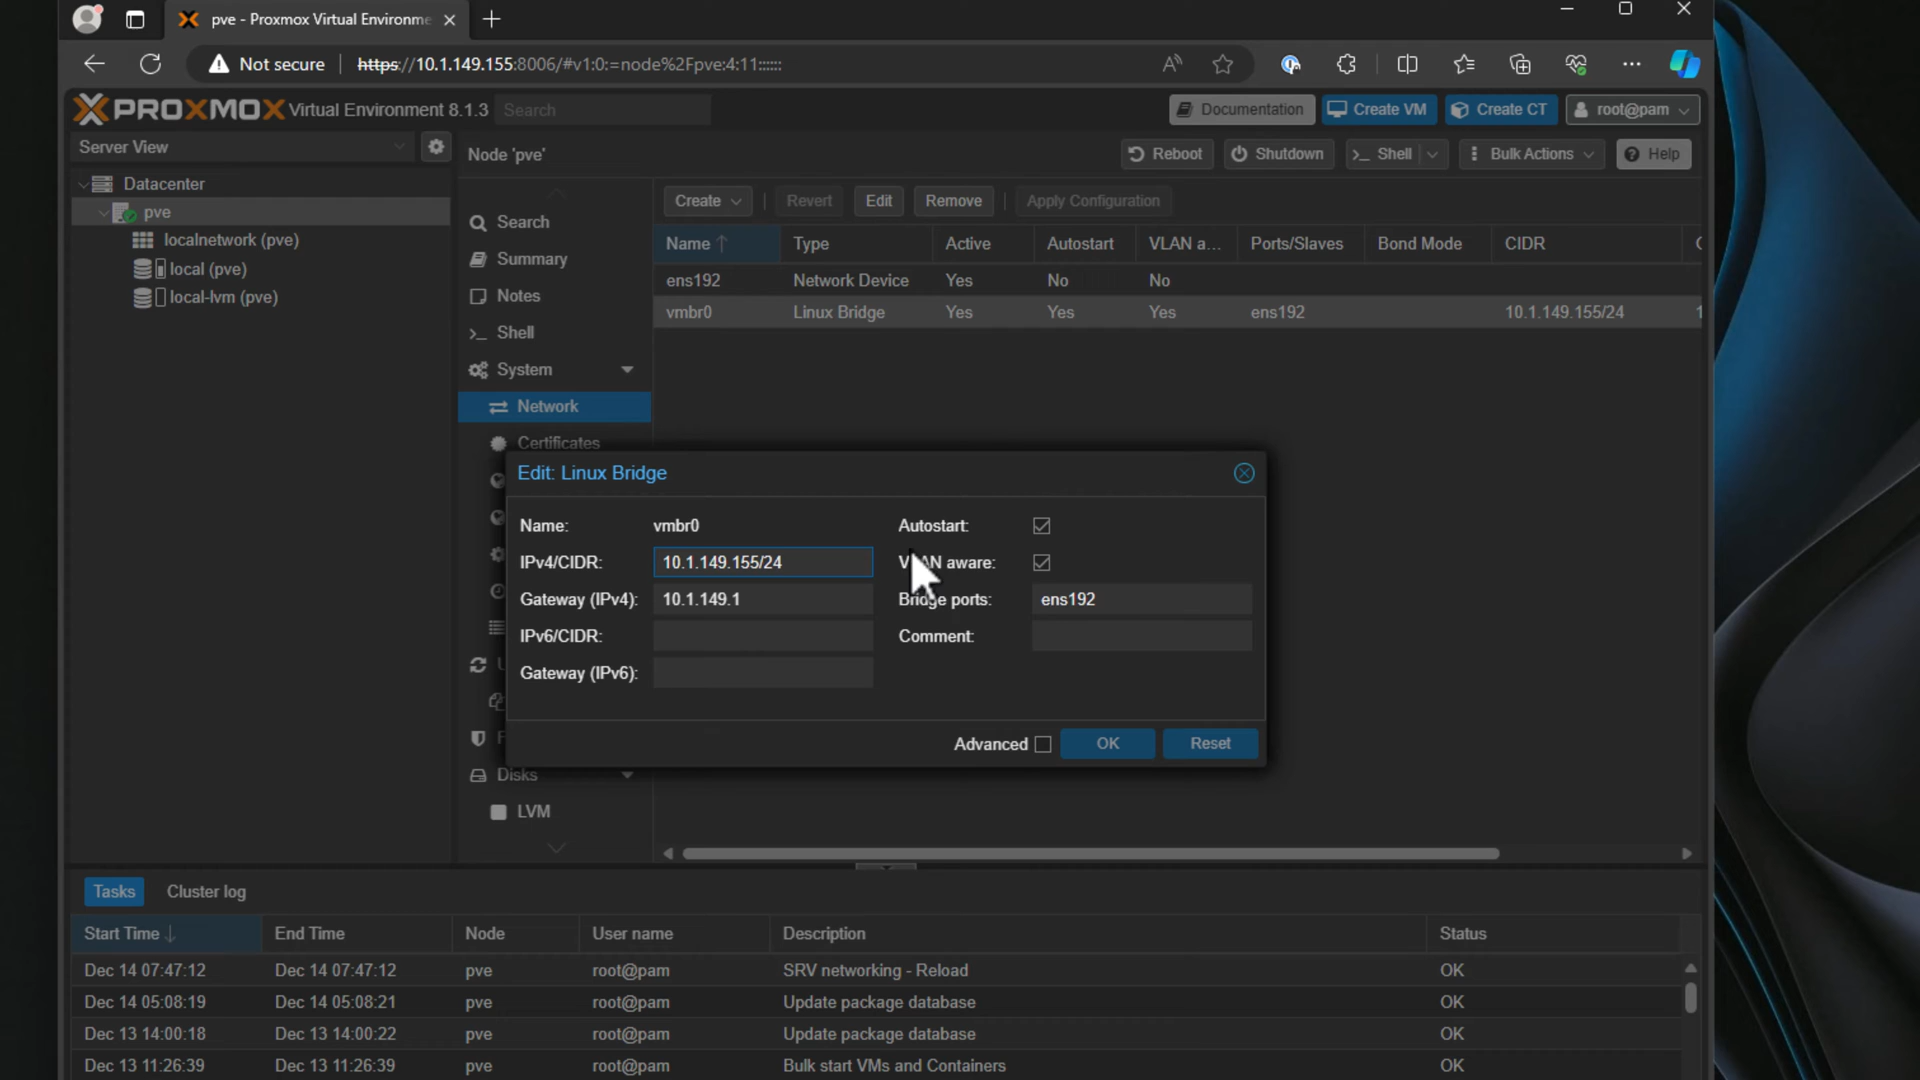 pve - Proxmox Virtual Environme
Not secure https://10.1.149.155:8006/#v1:0:=node%2Fpve:4:11::::::
PROXMOX Virtual Environment 8.1.3 Search Documentation Create VM Create CT root@pam
Server View Node 'pve' Reboot Shutdown Shell Bulk Actions Help
Datacenter
pve
localnetwork (pve)
local (pve)
local-lvm (pve)
Search
Summary
Notes
Shell
System
Network
Certificates
Disks
LVM
Create Revert Edit Remove Apply Configuration
Name Type Active Autostart VLAN a... Ports/Slaves Bond Mode CIDR
ens192 Network Device Yes No No
vmbr0 Linux Bridge Yes Yes Yes ens192 10.1.149.155/24
Edit: Linux Bridge
Name: vmbr0 Autostart:
IPv4/CIDR: 10.1.149.155/24 VLAN aware:
Gateway (IPv4): 10.1.149.1 Bridge ports: ens192
IPv6/CIDR: Comment:
Gateway (IPv6):
Advanced OK Reset
Tasks Cluster log
Start Time End Time Node User name Description Status
Dec 14 07:47:12 Dec 14 07:47:12 pve root@pam SRV networking - Reload OK
Dec 14 05:08:19 Dec 14 05:08:21 pve root@pam Update package database OK
Dec 13 14:00:18 Dec 13 14:00:22 pve root@pam Update package database OK
Dec 13 11:26:39 Dec 13 11:26:39 pve root@pam Bulk start VMs and Containers OK